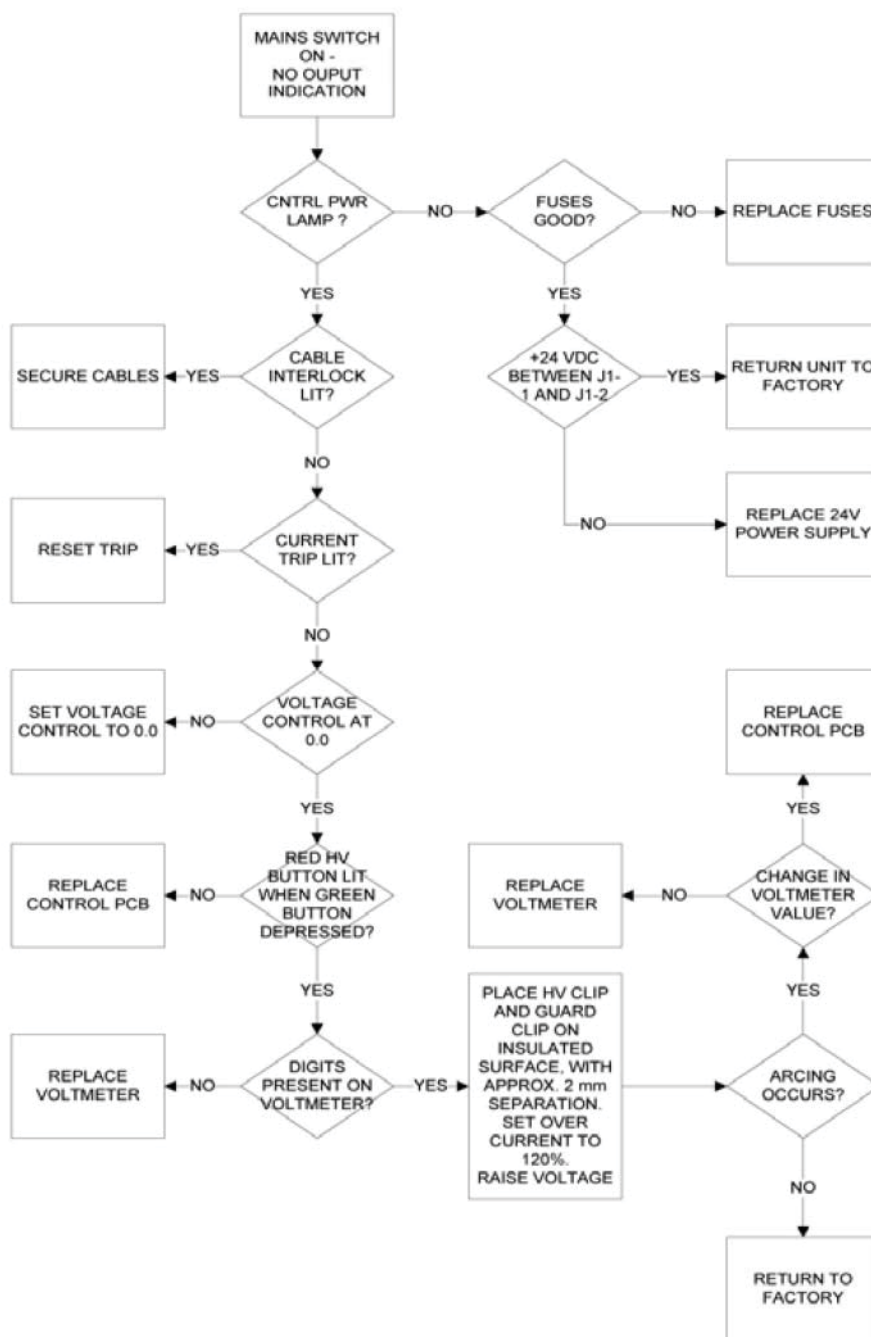 MAINS SWITCH
ON -
NO OUPUT
INDICATION
CNTRL PWR
LAMP ?
NO
FUSES
GOOD?
NO
REPLACE FUSES
YES
YES
SECURE CABLES
YES
CABLE
INTERLOCK
LIT?
+24 VDC
BETWEEN J1-
1 AND J1-2
YES
RETURN UNIT TO
FACTORY
NO
NO
REPLACE 24V
POWER SUPPLY
RESET TRIP
YES
CURRENT
TRIP LIT?
NO
SET VOLTAGE
CONTROL TO 0.0
NO
VOLTAGE
CONTROL AT
0.0
REPLACE
CONTROL PCB
YES
YES
REPLACE
CONTROL PCB
NO
RED HV
BUTTON LIT
WHEN GREEN
BUTTON
DEPRESSED?
REPLACE
VOLTMETER
NO
CHANGE IN
VOLTMETER
VALUE?
YES
YES
REPLACE
VOLTMETER
NO
DIGITS
PRESENT ON
VOLTMETER?
YES
PLACE HV CLIP
AND GUARD
CLIP ON
INSULATED
SURFACE, WITH
APPROX. 2 mm
SEPARATION.
SET OVER
CURRENT TO
120%.
RAISE VOLTAGE
ARCING
OCCURS?
NO
RETURN TO
FACTORY